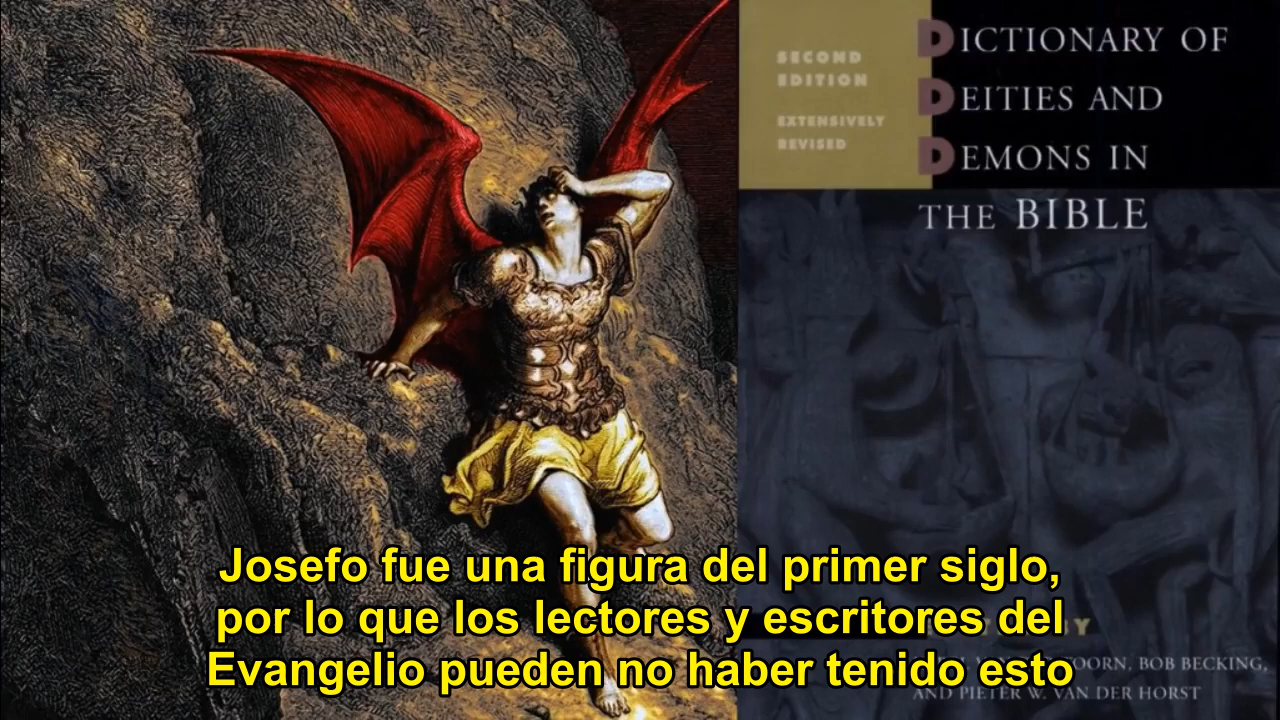 SECOND
EDITION
EXTENSIVELY
REVISED
DICTIONARY OF
DEITIES AND
DEMONS IN
THE BIBLE
Josefo fue una figura del primer siglo,
por lo que los lectores y escritores del
Evangelio pueden no haber tenido esto
TOORN, BOB BECKING,
AND PIETER W. VAN DER HORST